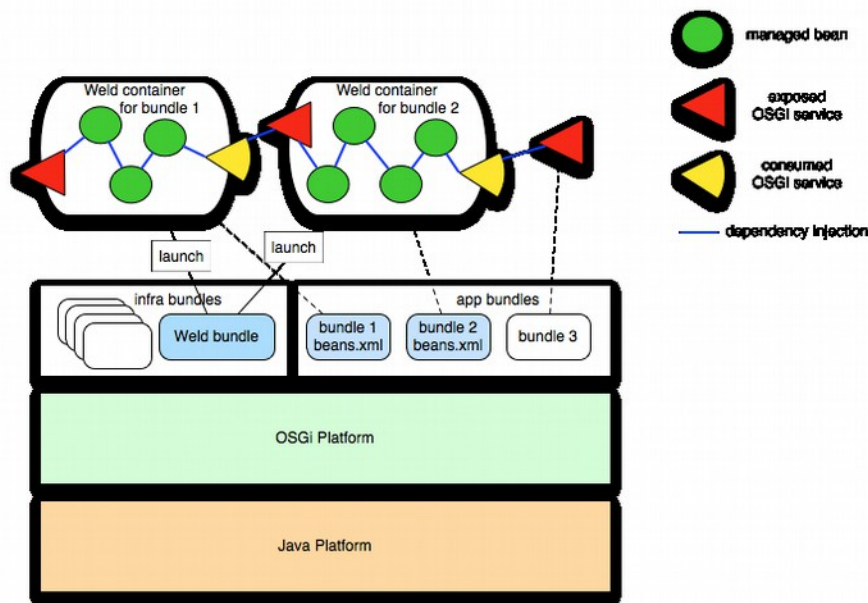 managed bean
exposed
OSGi service
consumed
OSGi service
dependency injection
Weld container
for bundle 1
Weld container
for bundle 2
launch
launch
infra bundles
app bundles
Weld bundle
bundle 1
beans.xml
bundle 2
beans.xml
bundle 3
OSGi Platform
Java Platform